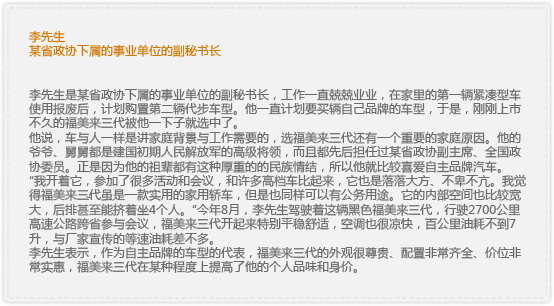 李先生
某省政协下属的事业单位的副秘书长
李先生是某省政协下属的事业单位的副秘书长，工作一直兢兢业业，在家里的第一辆紧凑型车
使用报废后，计划购置第二辆代步车型。他一直计划要买辆自己品牌的车型，于是，刚刚上市
不久的福美来三代被他一下子就选中了。
他说，车与人一样是讲家庭背景与工作需要的，选福美来三代还有一个重要的家庭原因。他的
爷爷、舅舅都是建国初期人民解放军的高级将领，而且都先后担任过某省政协副主席、全国政
协委员。正是因为他的祖辈都有这种厚重的的民族情结，所以他就比较喜爱自主品牌汽车。
“我开着它，参加了很多活动和会议，和许多高档车比起来，它也是落落大方、不卑不亢。我觉
得福美来三代虽是一款实用的家用轿车，但是也同样可以有公务用途。它的内部空间也比较宽
大，后排甚至能挤着坐4个人。”今年8月，李先生驾驶着这辆黑色福美来三代，行驶2700公里
高速公路跨省参与会议，福美来三代开起来特别平稳舒适，空调也很凉快，百公里油耗不到7
升，与厂家宣传的等速油耗差不多。
李先生表示，作为自主品牌的车型的代表，福美来三代的外观很尊贵、配置非常齐全、价位非
常实惠，福美来三代在某种程度上提高了他的个人品味和身价。